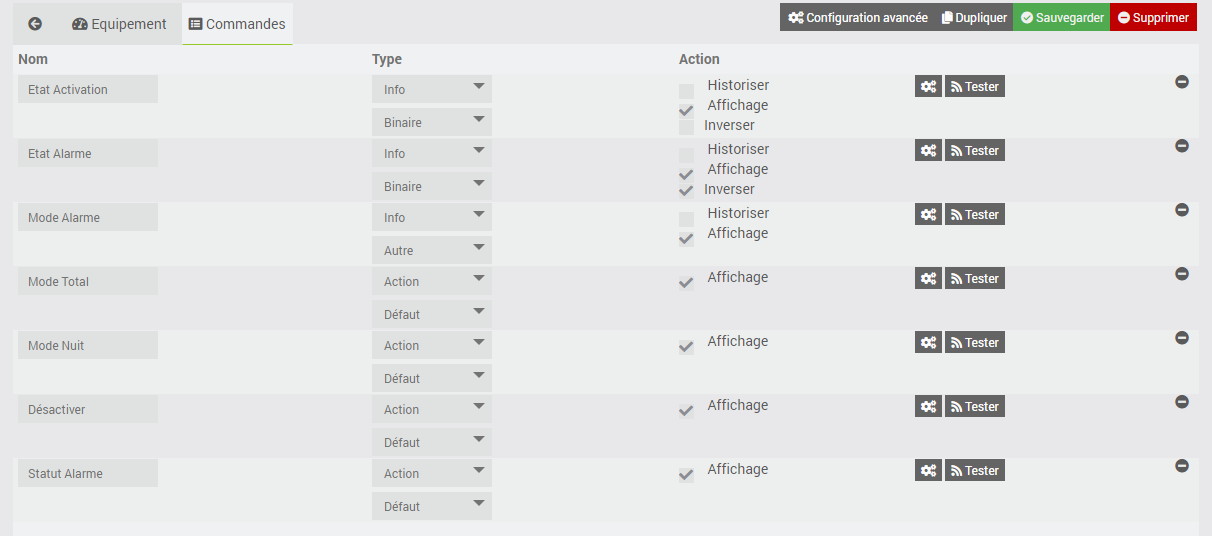 Equipement Commandes Configuration avancée Dupliquer Sauvegarder Supprimer
Nom Type Action
Etat Activation Info Historiser Tester
Affichage
Binaire Inverser
Etat Alarme Info Historiser Tester
Affichage
Binaire Inverser
Mode Alarme Info Historiser Tester
Affichage
Autre
Mode Total Action Affichage Tester
Défaut
Mode Nuit Action Affichage Tester
Défaut
Désactiver Action Affichage Tester
Défaut
Statut Alarme Action Affichage Tester
Défaut